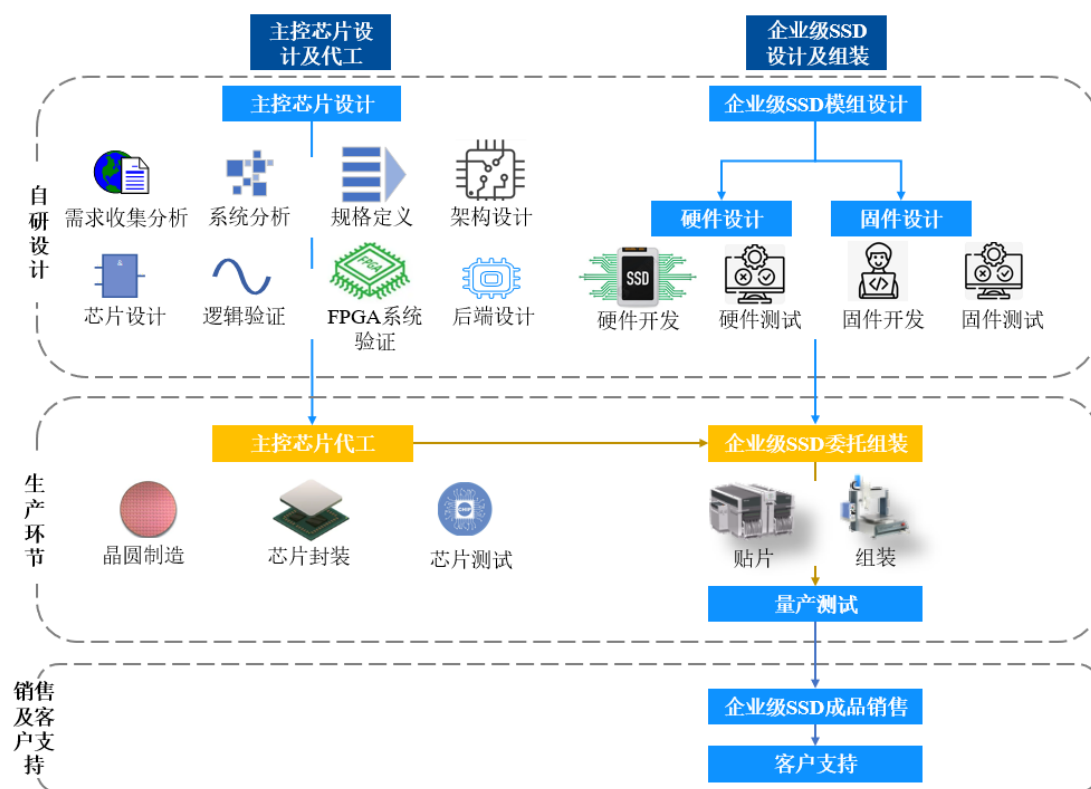 主控芯片设
计及代工
企业级SSD
设计及组装
自研设计
主控芯片设计
企业级SSD模组设计
需求收集分析
系统分析
规格定义
架构设计
硬件设计
固件设计
&
FPGA
SSD
芯片设计
逻辑验证
FPGA系统
验证
后端设计
硬件开发
硬件测试
固件开发
固件测试
生产环节
主控芯片代工
企业级SSD委托组装
CHIP
晶圆制造
芯片封装
芯片测试
贴片
组装
量产测试
销售
及客
户支
持
企业级SSD成品销售
客户支持